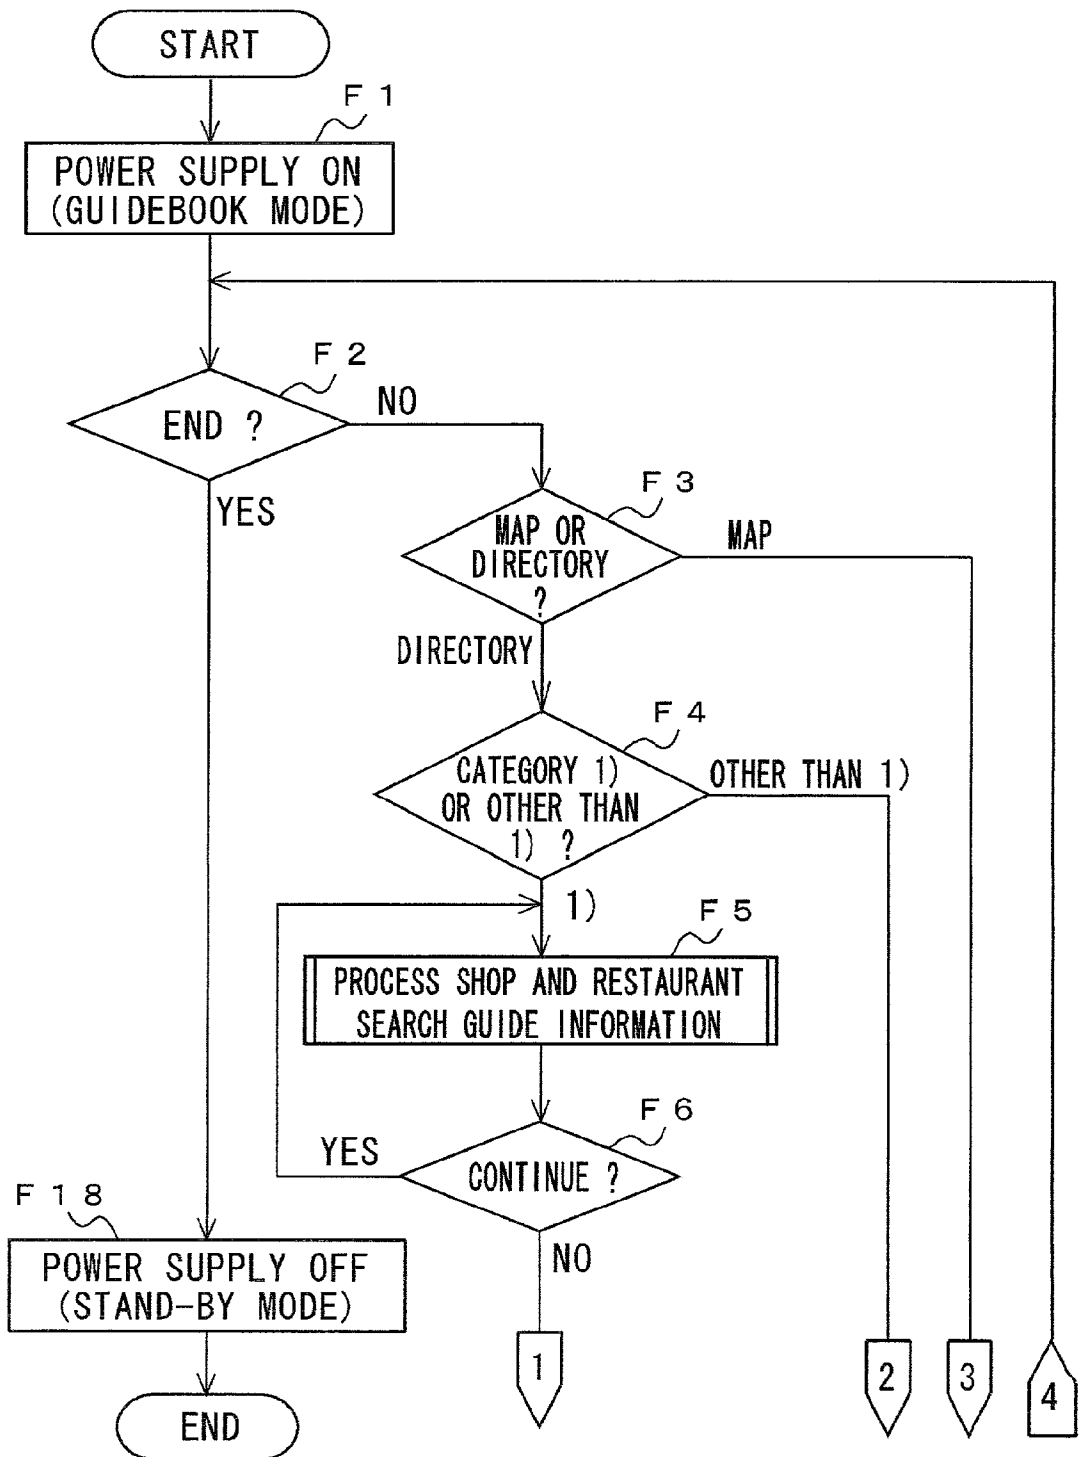 START
F 1
POWER SUPPLY ON
(GUIDEBOOK MODE)
F 2
END ?
NO
YES
F 3
MAP OR
DIRECTORY
?
MAP
DIRECTORY
F 4
CATEGORY 1)
OR OTHER THAN
1) ?
OTHER THAN 1)
1)
F 5
PROCESS SHOP AND RESTAURANT
SEARCH GUIDE INFORMATION
F 6
CONTINUE ?
YES
NO
F 1 8
POWER SUPPLY OFF
(STAND-BY MODE)
END
1
2
3
4